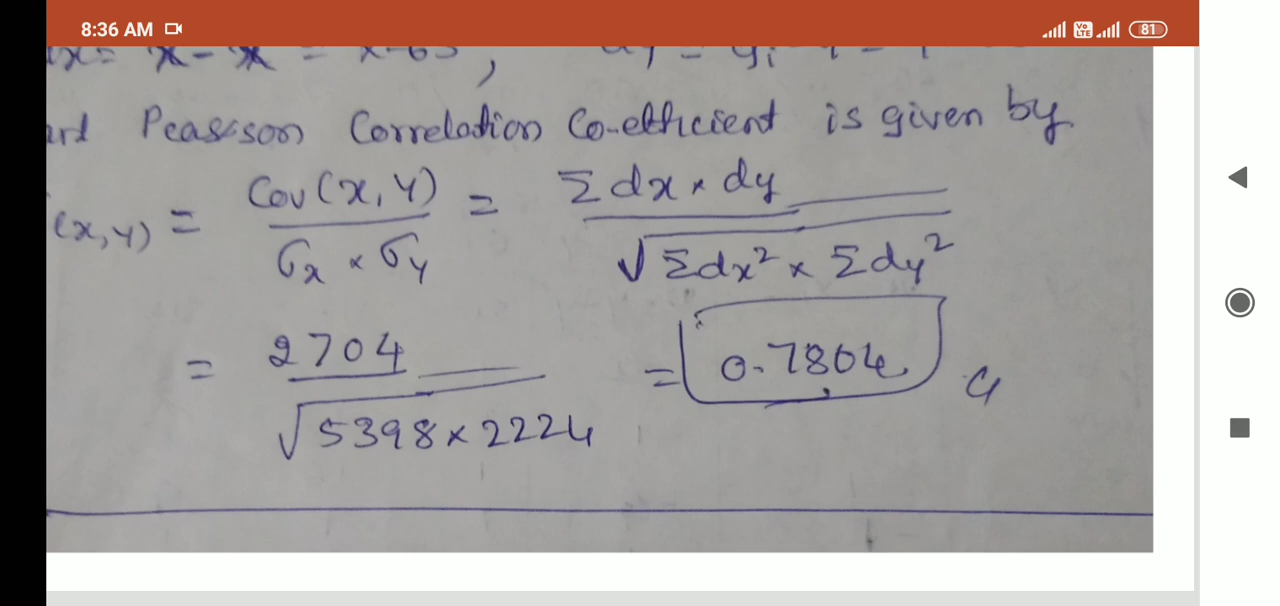 8:36 AM
81
Pearson Correlation Co-efficient is given by
(x,y) = Cov(x,y) / σx × σy = Σdx × dy / √Σdx² × Σdy²
= 2704 / √5398×2224 = 0.7804